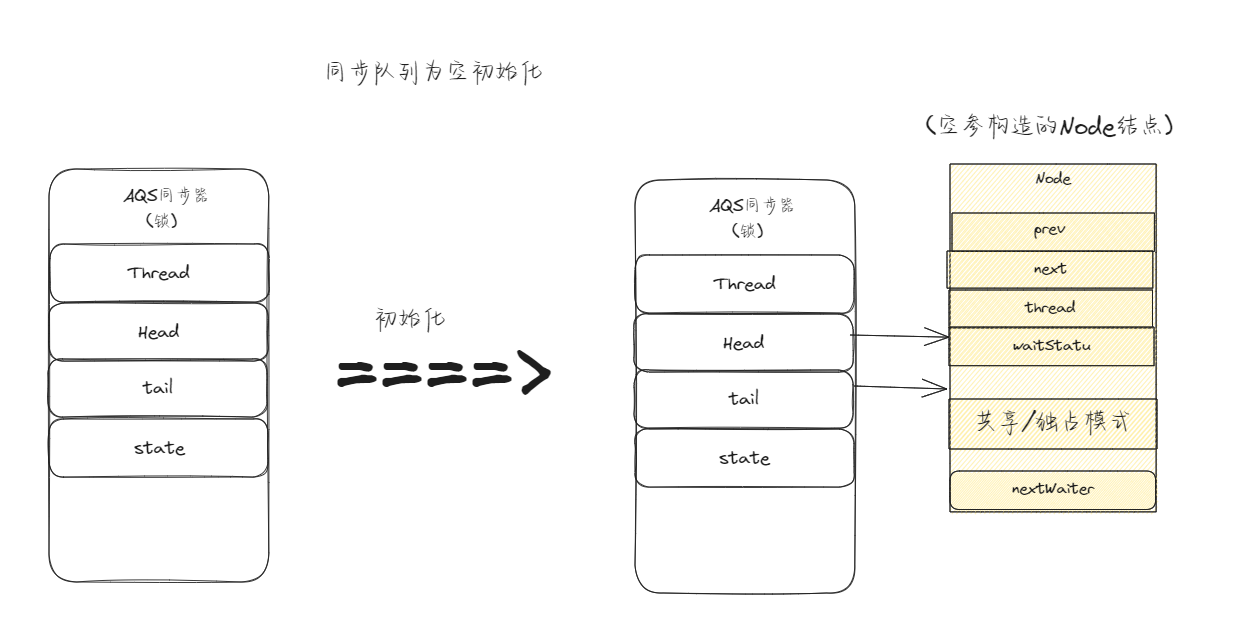 同步队列为空初始化
(空参构造的Node结点)
AQS同步器
(锁)
Thread
Head
tail
state
初始化
AQS同步器
(锁)
Thread
Head
tail
state
Node
prev
next
thread
waitStatu
共享/独占模式
nextWaiter